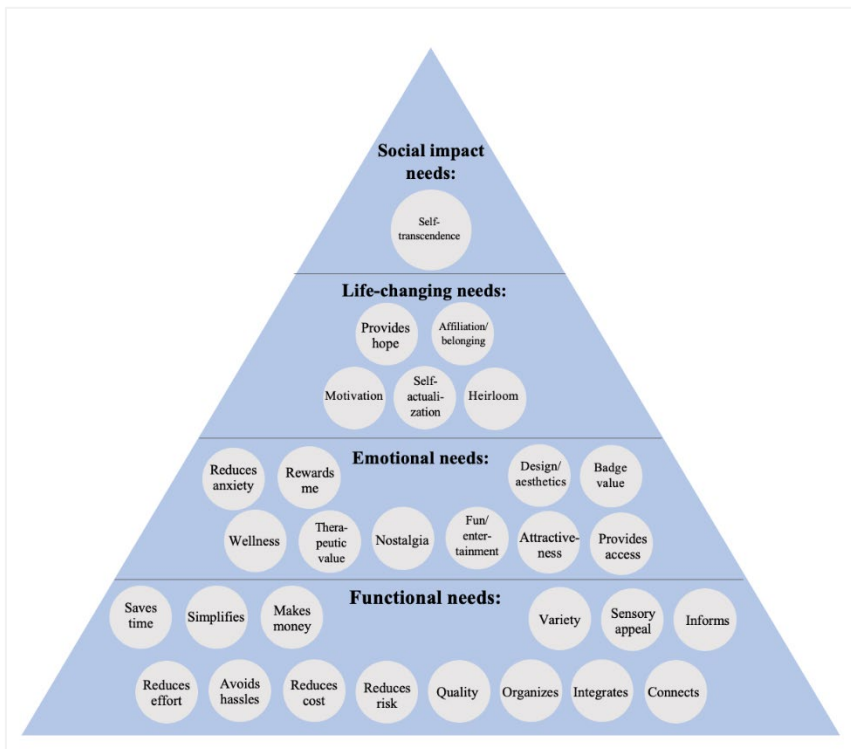 Social impact
needs:
Self-
transcendence
Life-changing needs:
Provides
hope
Affiliation/
belonging
Motivation
Self-
actuali-
zation
Heirloom
Emotional needs:
Reduces
anxiety
Rewards
me
Design/
aesthetics
Badge
value
Wellness
Thera-
peutic
value
Nostalgia
Fun/
enter-
tainment
Attractive-
ness
Provides
access
Functional needs:
Saves
time
Simplifies
Makes
money
Variety
Sensory
appeal
Informs
Reduces
effort
Avoids
hassles
Reduces
cost
Reduces
risk
Quality
Organizes
Integrates
Connects